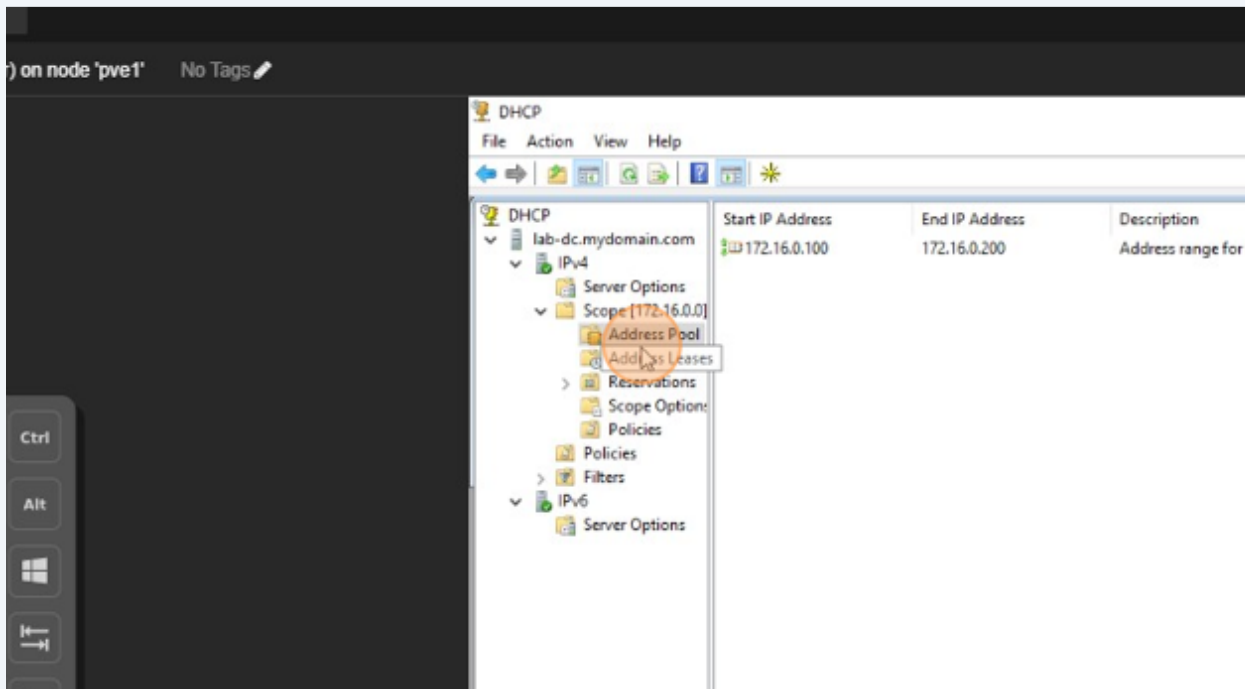 r) on node 'pve1' No Tags
DHCP
File Action View Help
DHCP
lab-dc.mydomain.com
IPv4
Server Options
Scope [172.16.0.0]
Address Pool
Address Leases
Reservations
Scope Options
Policies
Policies
Filters
IPv6
Server Options
Start IP Address End IP Address Description
172.16.0.100 172.16.0.200 Address range for
Ctrl
Alt